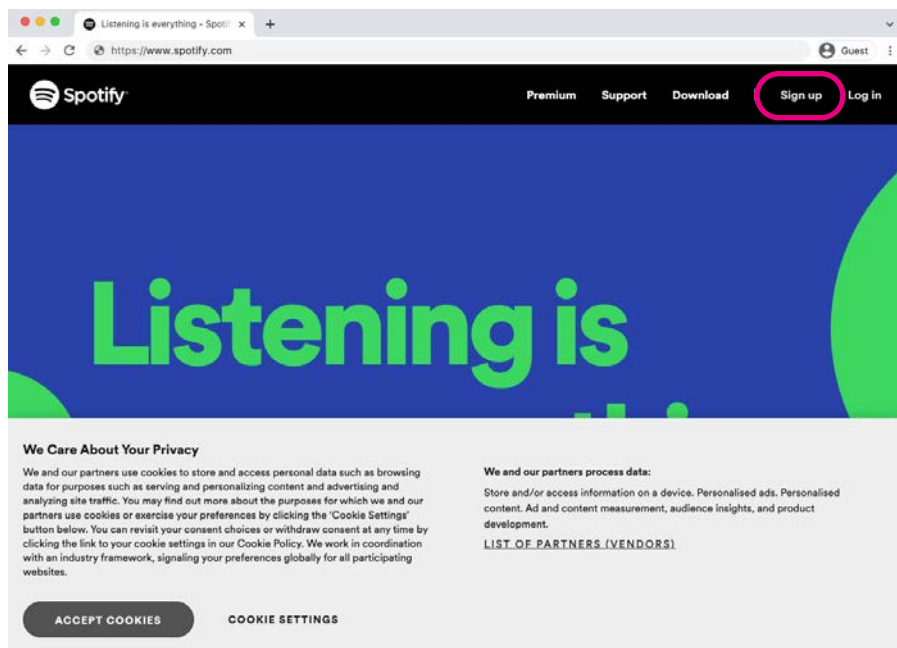 Listening is everything - Spoti
https://www.spotify.com
Guest
Spotify
Premium Support Download Sign up Log in
Listening is
We Care About Your Privacy
We and our partners use cookies to store and access personal data such as browsing
data for purposes such as serving and personalizing content and advertising and
analyzing site traffic. You may find out more about the purposes for which we and our
partners use cookies or exercise your preferences by clicking the 'Cookie Settings'
button below. You can revisit your consent choices or withdraw consent at any time by
clicking the link to your cookie settings in our Cookie Policy. We work in coordination
with an industry framework, signaling your preferences globally for all participating
websites.
ACCEPT COOKIES
COOKIE SETTINGS
We and our partners process data:
Store and/or access information on a device. Personalised ads. Personalised
content. Ad and content measurement, audience insights, and product
development.
LIST OF PARTNERS (VENDORS)